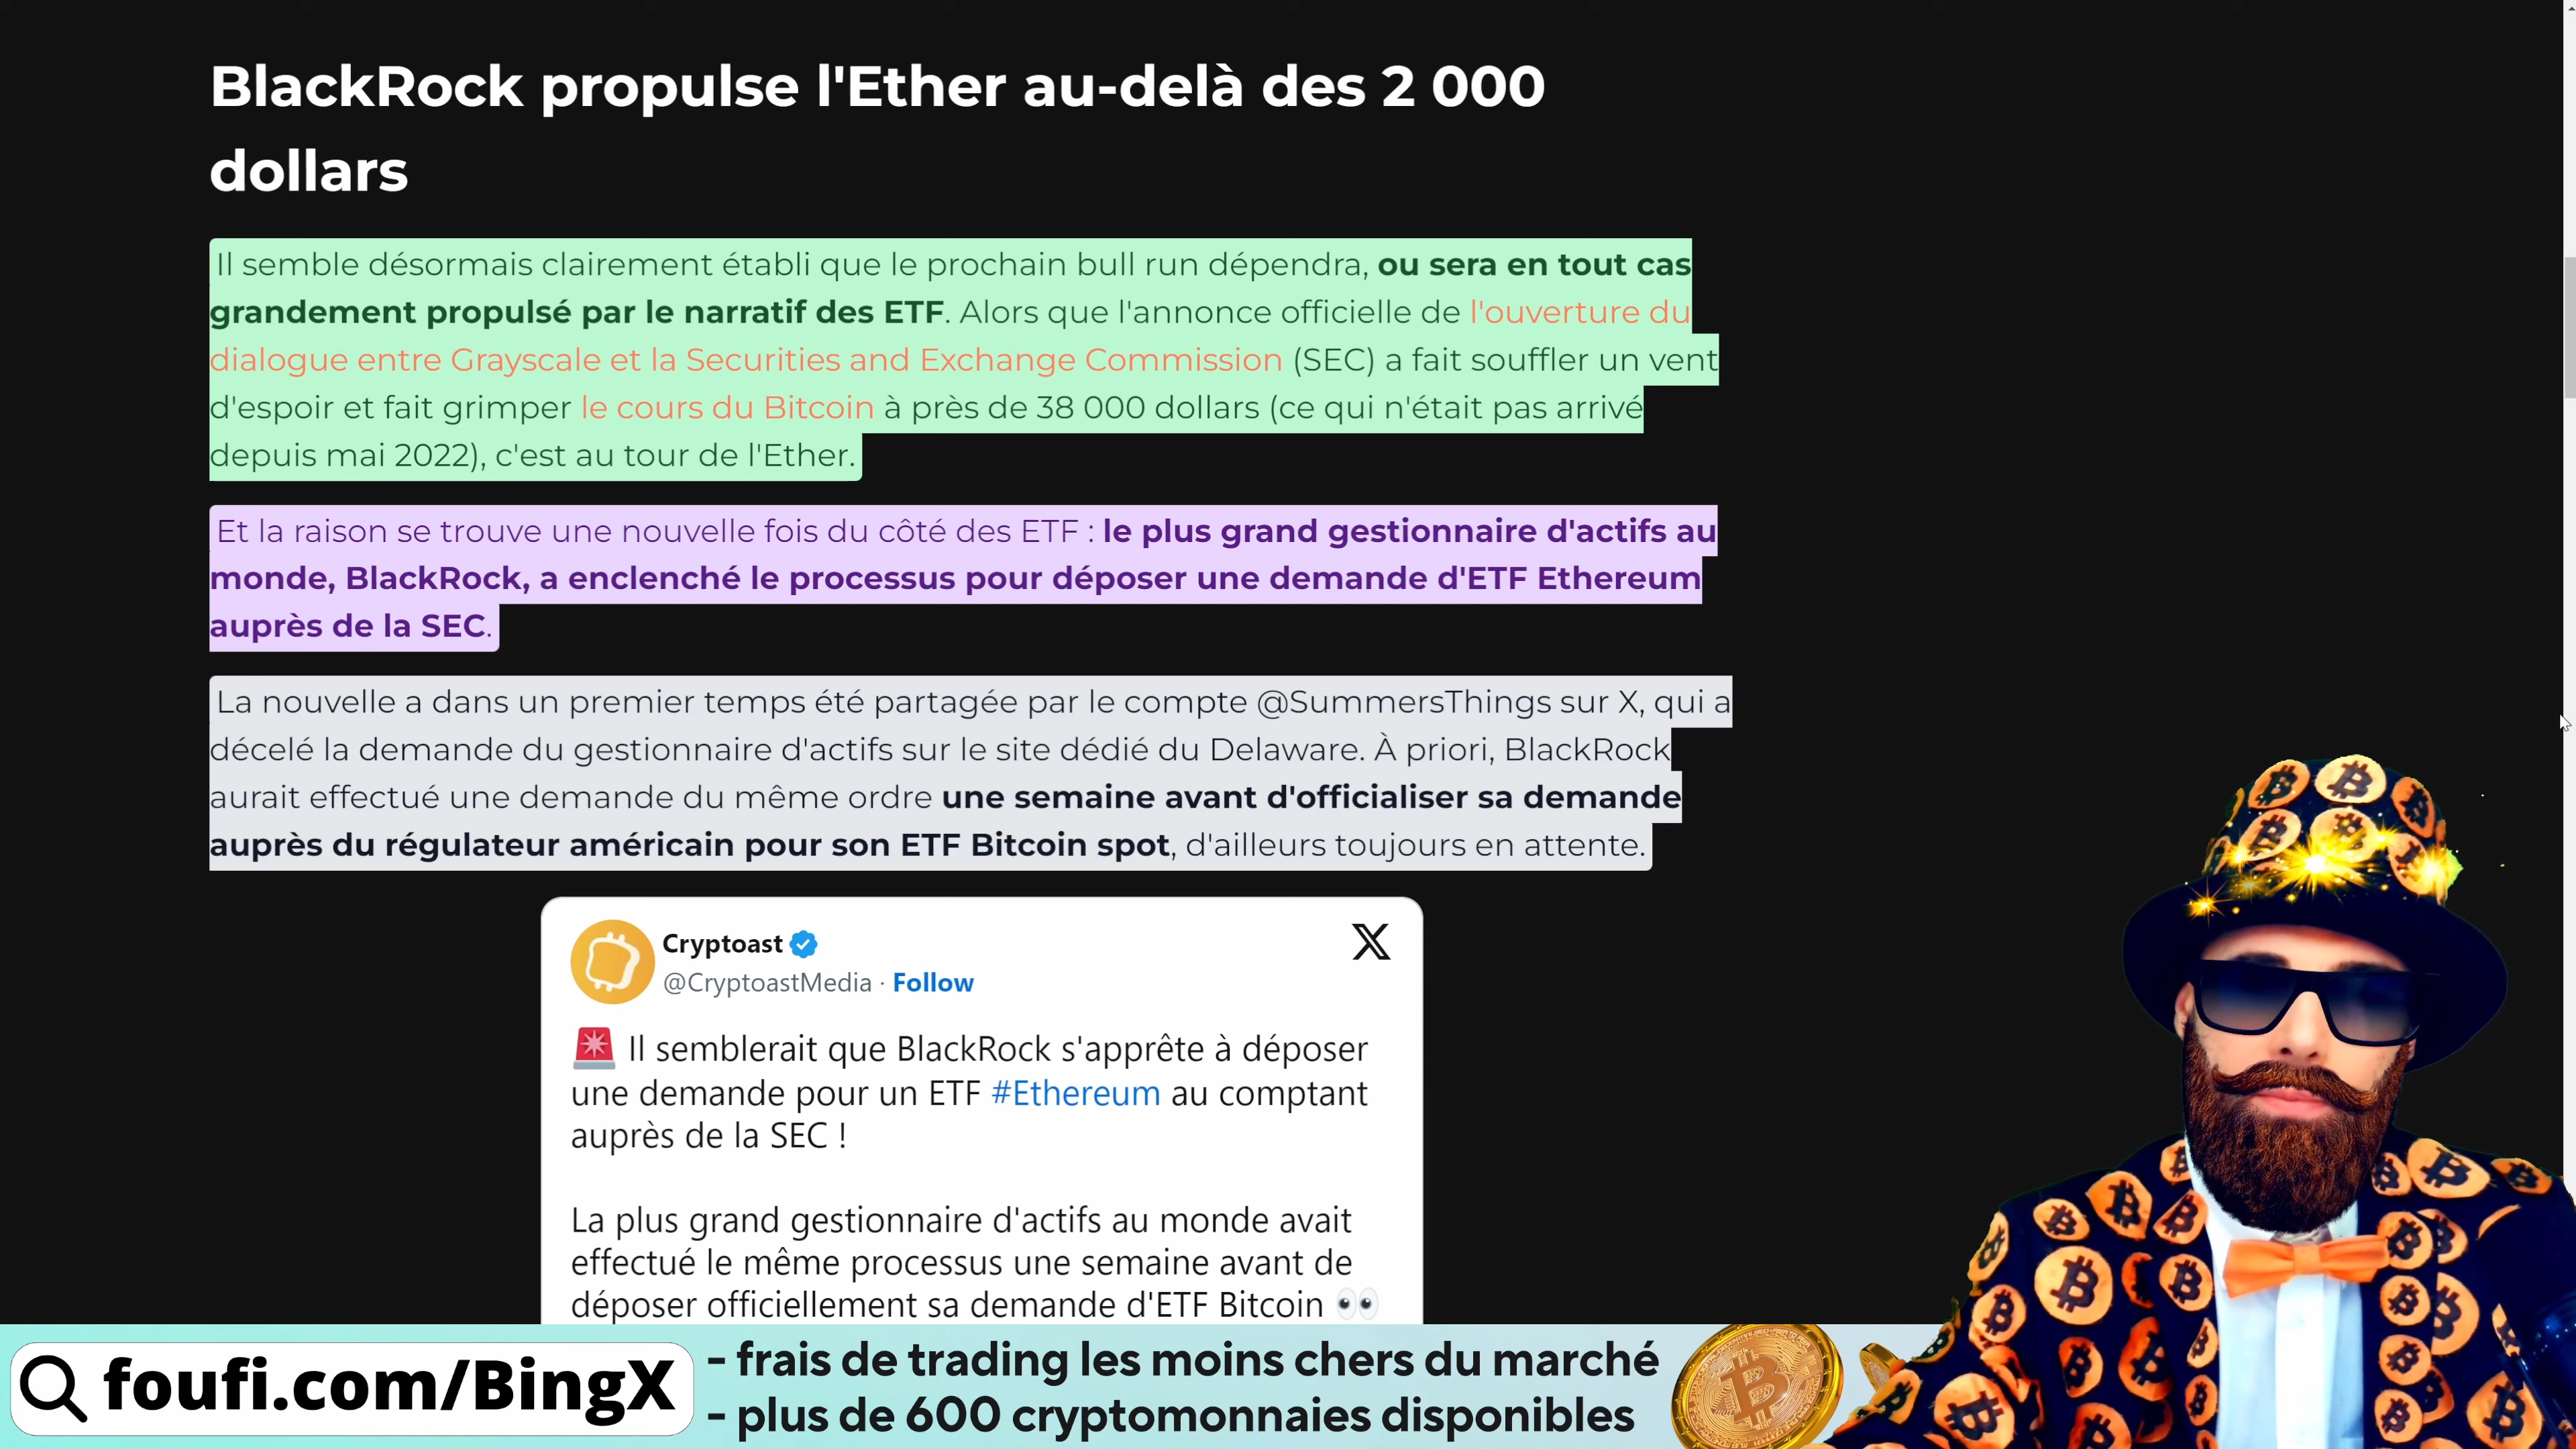 BlackRock propulse l'Ether au-delà des 2 000
dollars
Il semble désormais clairement établi que le prochain bull run dépendra, ou sera en tout cas
grandement propulsé par le narratif des ETF. Alors que l'annonce officielle de l'ouverture du
dialogue entre Grayscale et la Securities and Exchange Commission (SEC) a fait souffler un vent
d'espoir et fait grimper le cours du Bitcoin à près de 38 000 dollars (ce qui n'était pas arrivé
depuis mai 2022), c'est au tour de l'Ether.
Et la raison se trouve une nouvelle fois du côté des ETF : le plus grand gestionnaire d'actifs au
monde, BlackRock, a enclenché le processus pour déposer une demande d'ETF Ethereum
auprès de la SEC.
La nouvelle a dans un premier temps été partagée par le compte @SummersThings sur X, qui a
décelé la demande du gestionnaire d'actifs sur le site dédié du Delaware. À priori, BlackRock
aurait effectué une demande du même ordre une semaine avant d'officialiser sa demande
auprès du régulateur américain pour son ETF Bitcoin spot, d'ailleurs toujours en attente.
Cryptoast
@CryptoastMedia · Follow
🚨 Il semblerait que BlackRock s'apprête à déposer
une demande pour un ETF #Ethereum au comptant
auprès de la SEC !
La plus grand gestionnaire d'actifs au monde avait
effectué le même processus une semaine avant de
déposer officiellement sa demande d'ETF Bitcoin 👀
foufi.com/BingX
- frais de trading les moins chers du marché
- plus de 600 cryptomonnaies disponibles